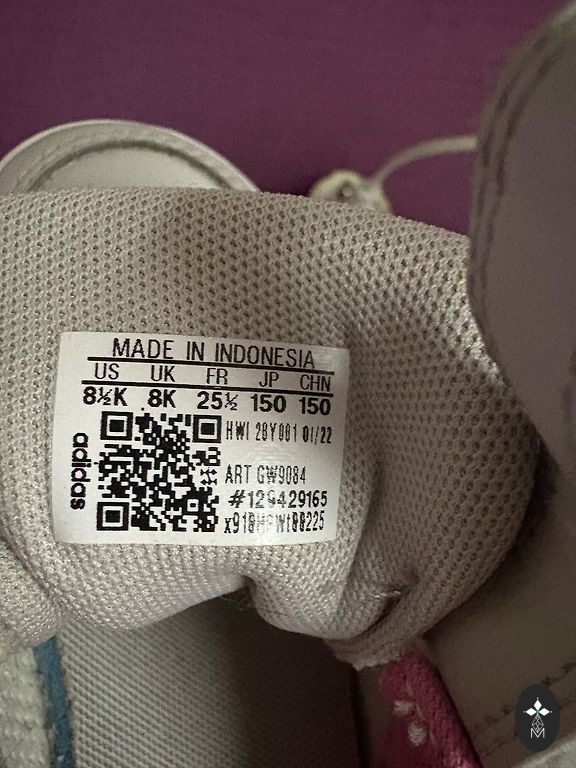 MADE IN INDONESIA
US UK FR JP CHN
8½K 8K 25½ 150 150
HWI 28Y001 01/22
ART GW9084
#129429165
adidas
M